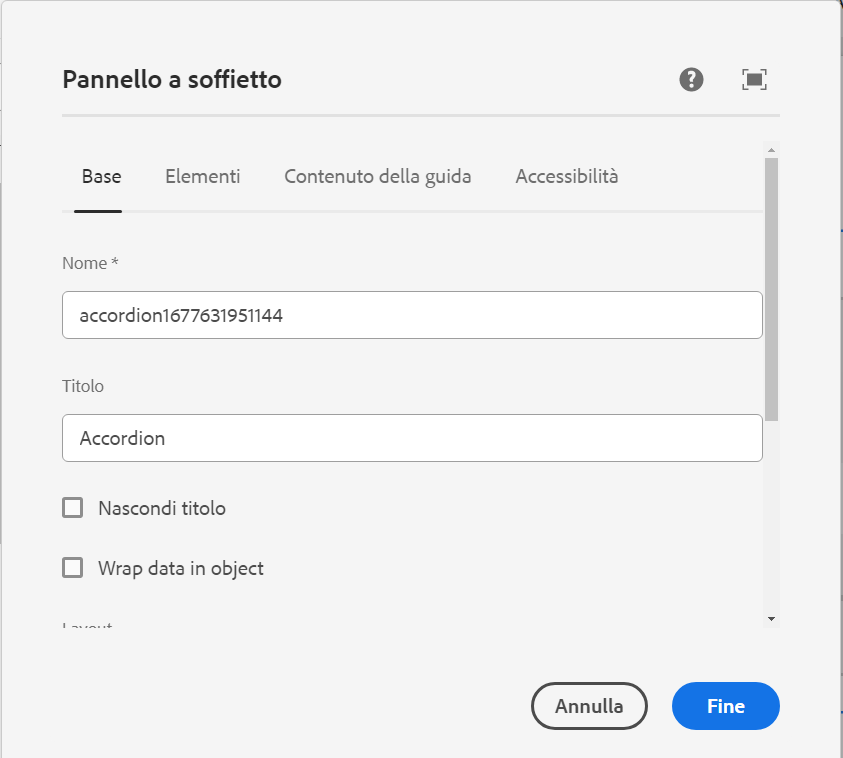 Pannello a soffietto
Base Elementi Contenuto della guida Accessibilità
Nome *
accordion1677631951144
Titolo
Accordion
Nascondi titolo
Wrap data in object
Layout
Annulla Fine